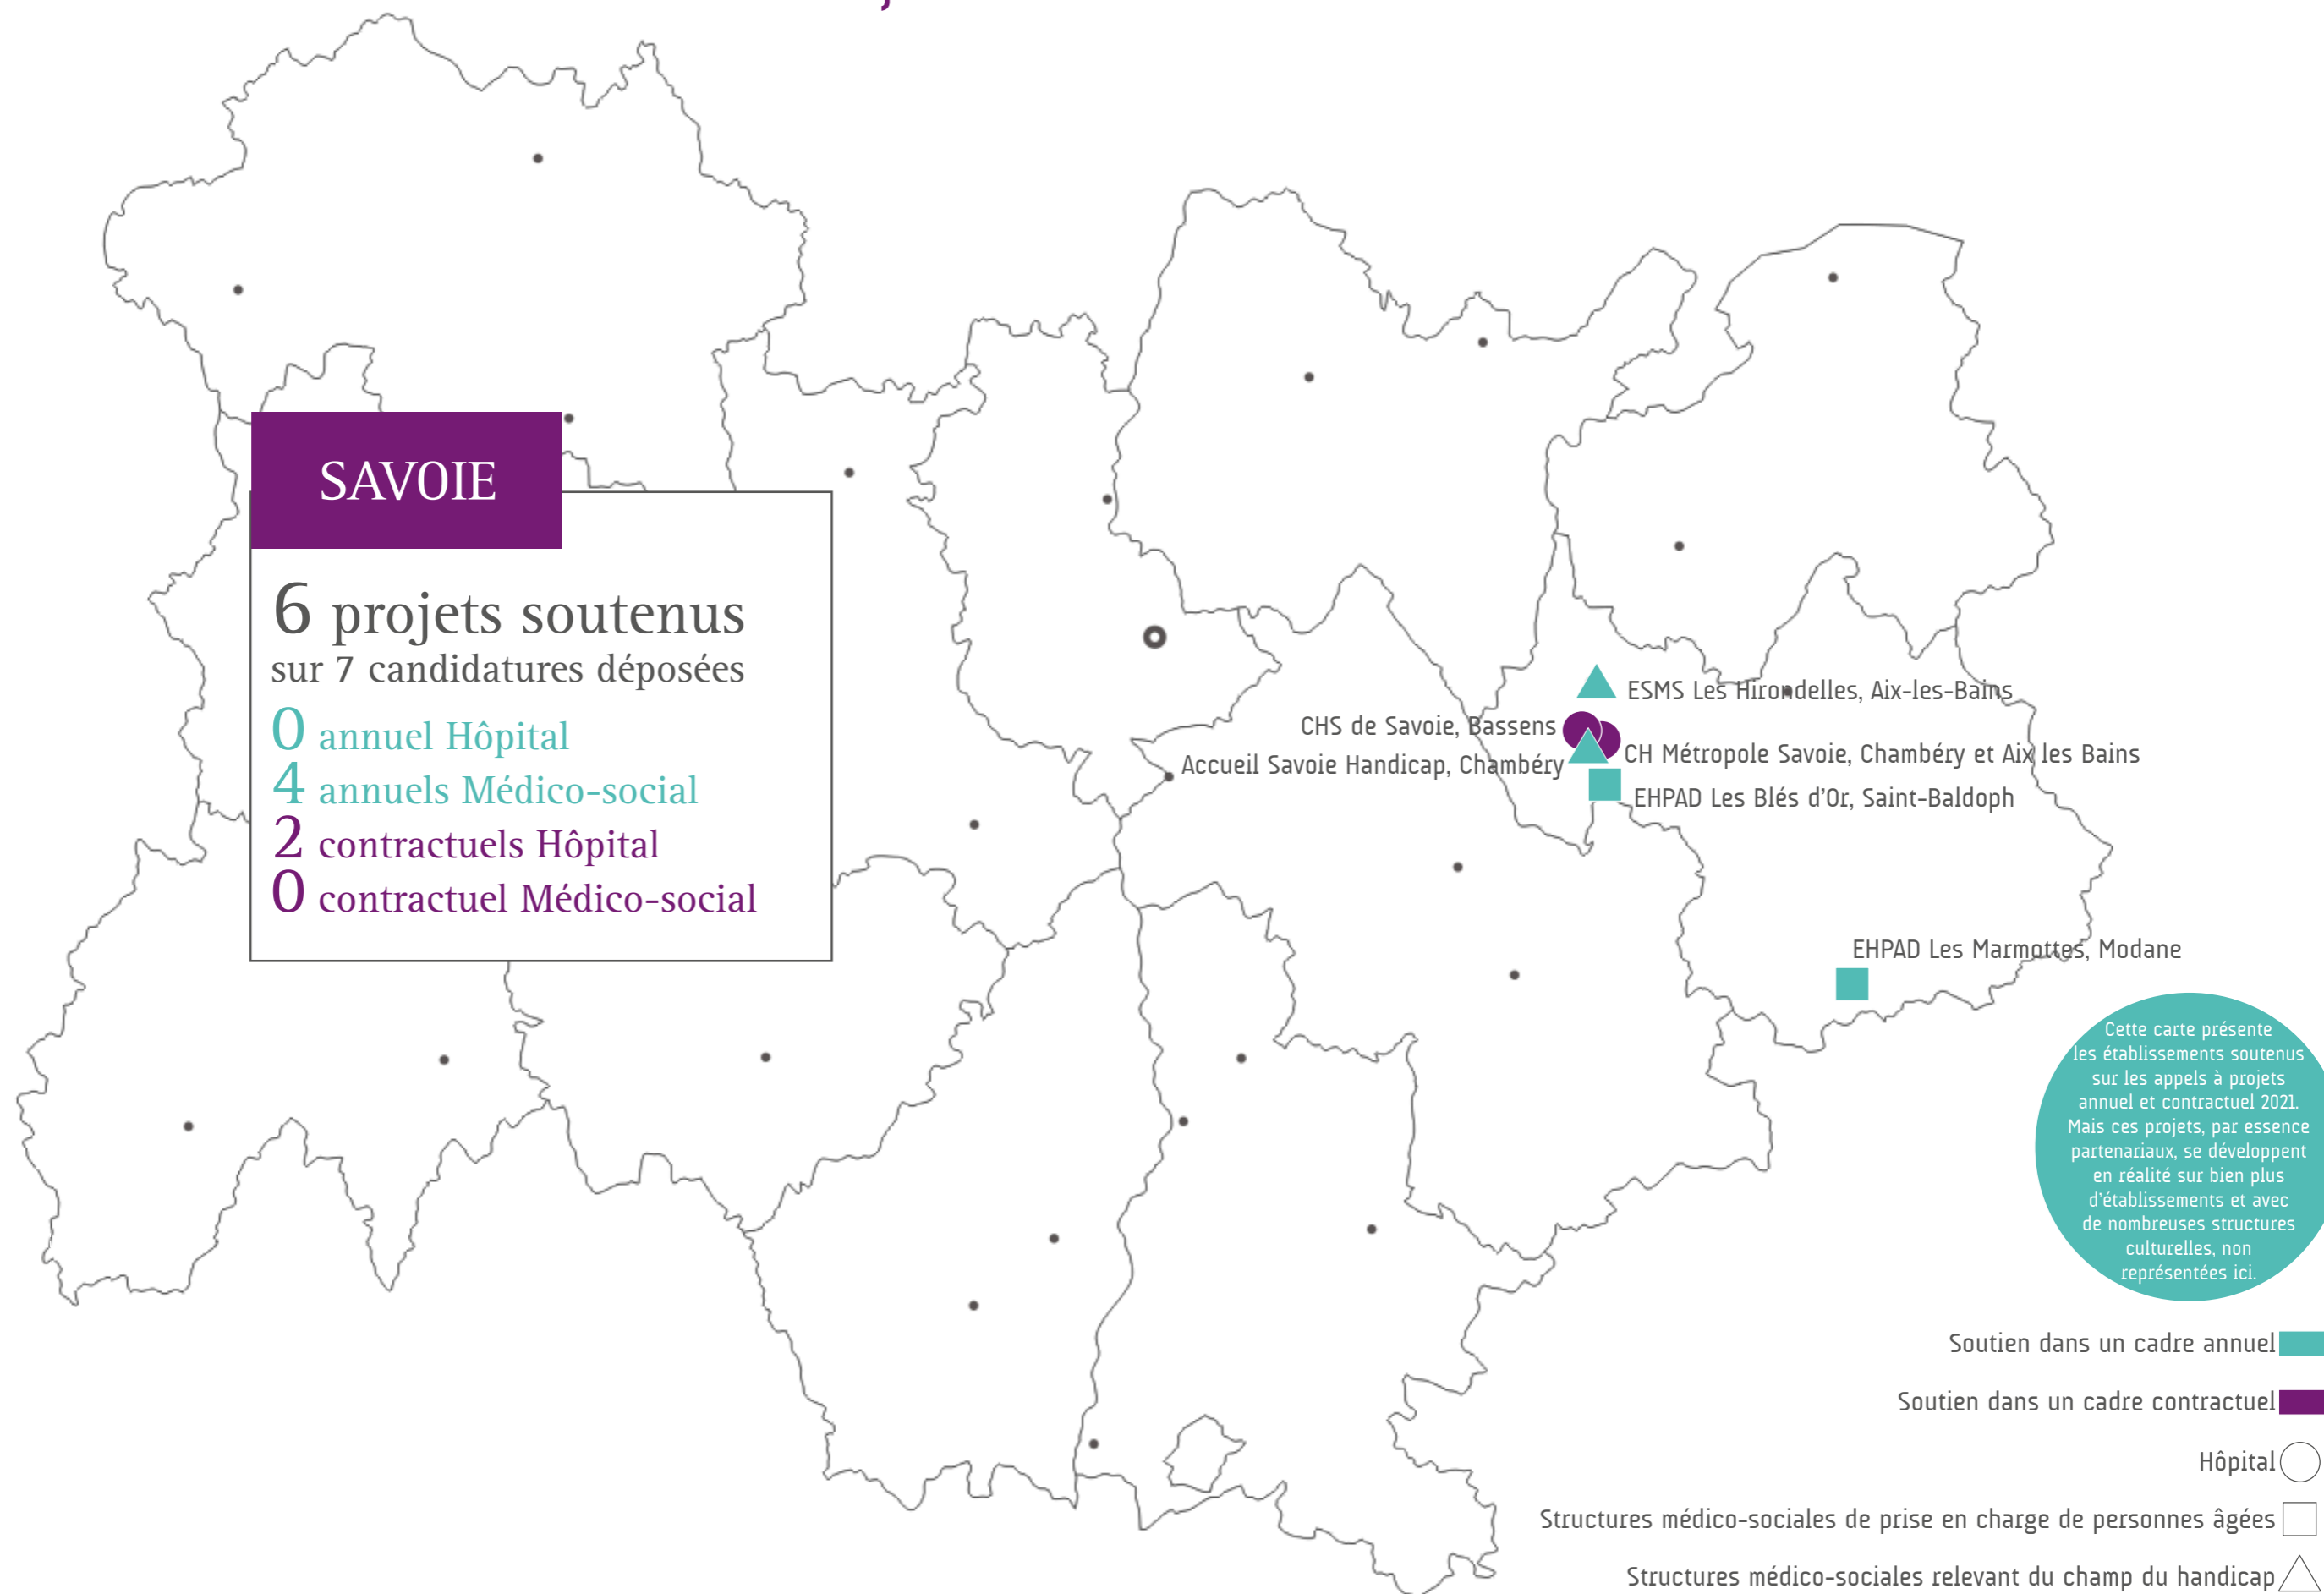 SAVOIE
6 projets soutenus
sur 7 candidatures déposées
0 annuel Hôpital
4 annuels Médico-social
2 contractuels Hôpital
0 contractuel Médico-social
ESMS Les Hirondelles, Aix-les-Bains
CHS de Savoie, Bassens
CH Métropole Savoie, Chambéry et Aix les Bains
Accueil Savoie Handicap, Chambéry
EHPAD Les Blés d'Or, Saint-Baldoph
EHPAD Les Marmottes, Modane
Cette carte présente
les établissements soutenus
sur les appels à projets
annuel et contractuel 2021.
Mais ces projets, par essence
partenariaux, se développent
en réalité sur bien plus
d'établissements et avec
de nombreuses structures
culturelles, non
représentées ici.
Soutien dans un cadre annuel
Soutien dans un cadre contractuel
Hôpital
Structures médico-sociales de prise en charge de personnes âgées
Structures médico-sociales relevant du champ du handicap